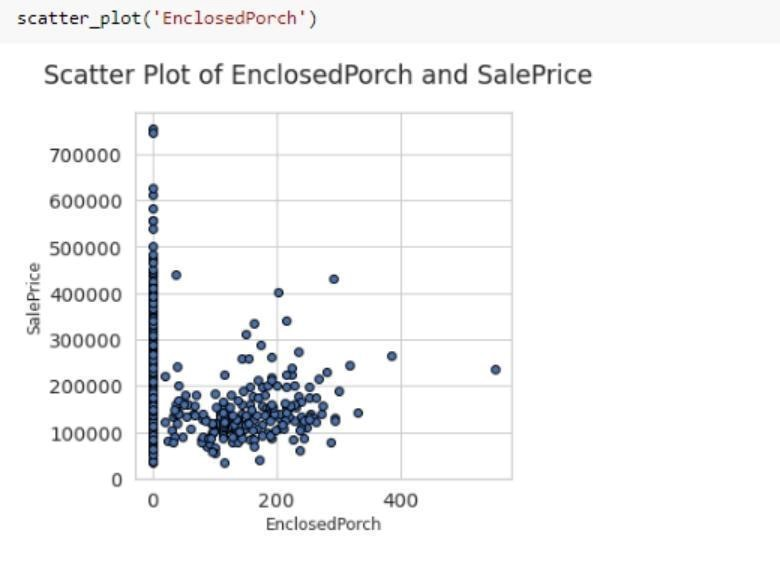 scatter_plot('EnclosedPorch')
Scatter Plot of EnclosedPorch and SalePrice
700000
600000
500000
400000
300000
200000
100000
0
SalePrice
0 200 400
EnclosedPorch